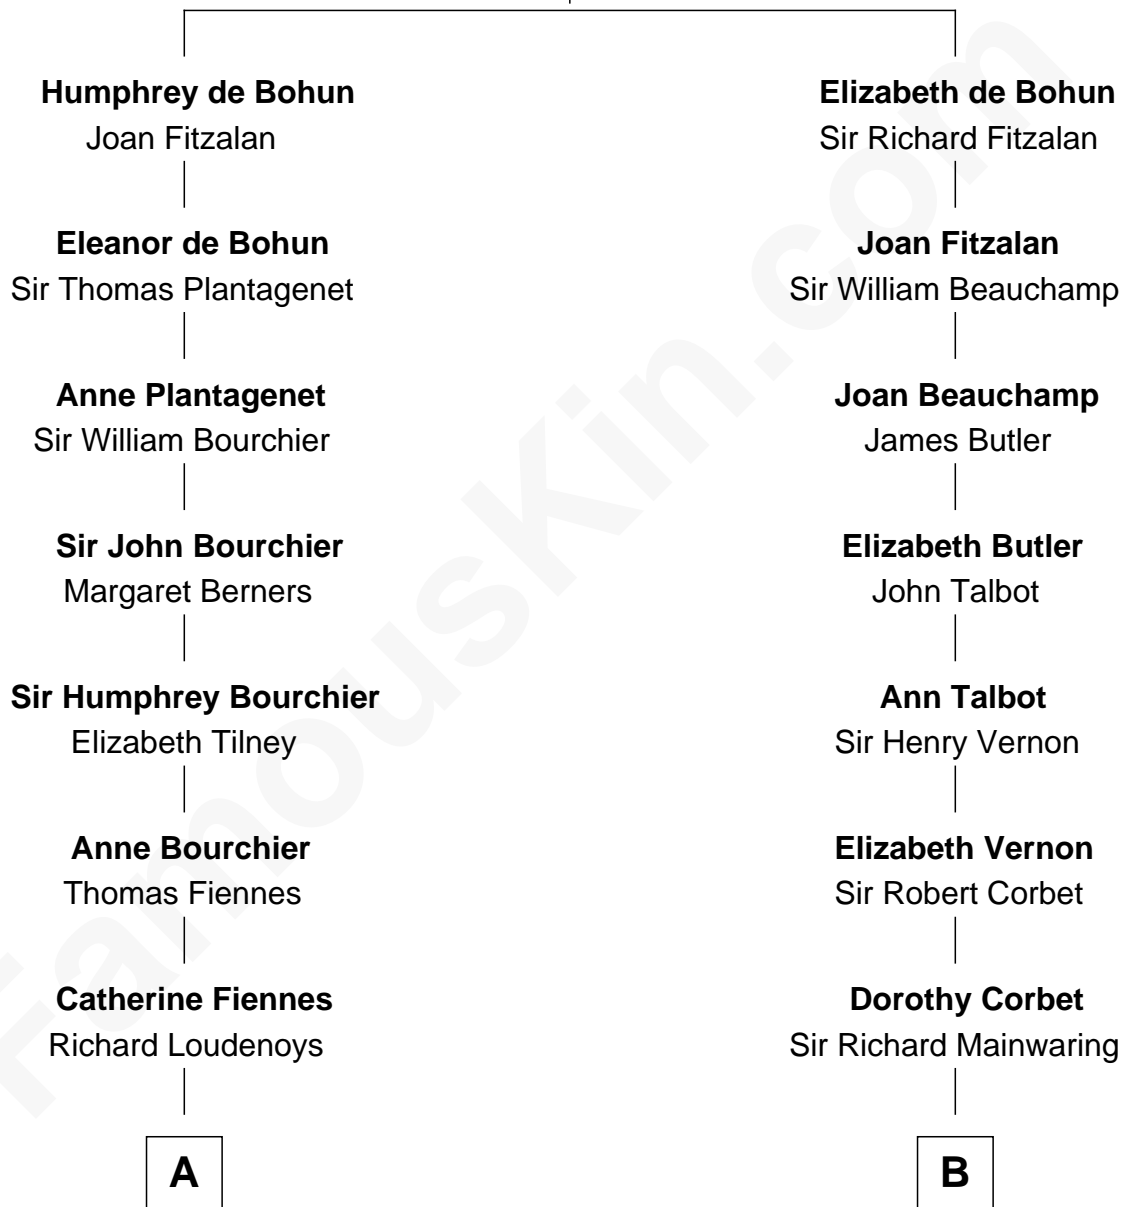 Humphrey de Bohun
Joan Fitzalan
Eleanor de Bohun
Sir Thomas Plantagenet
Anne Plantagenet
Sir William Bourchier
Sir John Bourchier
Margaret Berners
Sir Humphrey Bourchier
Elizabeth Tilney
Anne Bourchier
Thomas Fiennes
Catherine Fiennes
Richard Loudenoys
A
Elizabeth de Bohun
Sir Richard Fitzalan
Joan Fitzalan
Sir William Beauchamp
Joan Beauchamp
James Butler
Elizabeth Butler
John Talbot
Ann Talbot
Sir Henry Vernon
Elizabeth Vernon
Sir Robert Corbet
Dorothy Corbet
Sir Richard Mainwaring
B
FamousKin.com